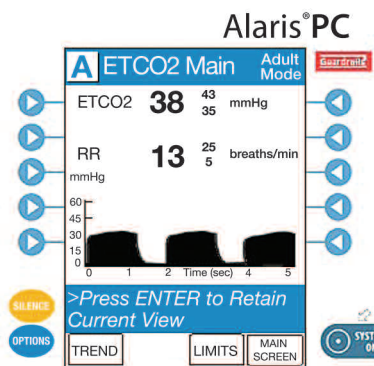 Alaris® PC
A ETCO2 Main Adult Mode
Guardrails
ETCO2 38 43 35 mmHg
RR 13 25 5 breaths/min
mmHg
60
45
30
15
0
0 1 2 Time (sec) 4 5
>Press ENTER to Retain
Current View
SILENCE
OPTIONS
TREND LIMITS MAIN SCREEN